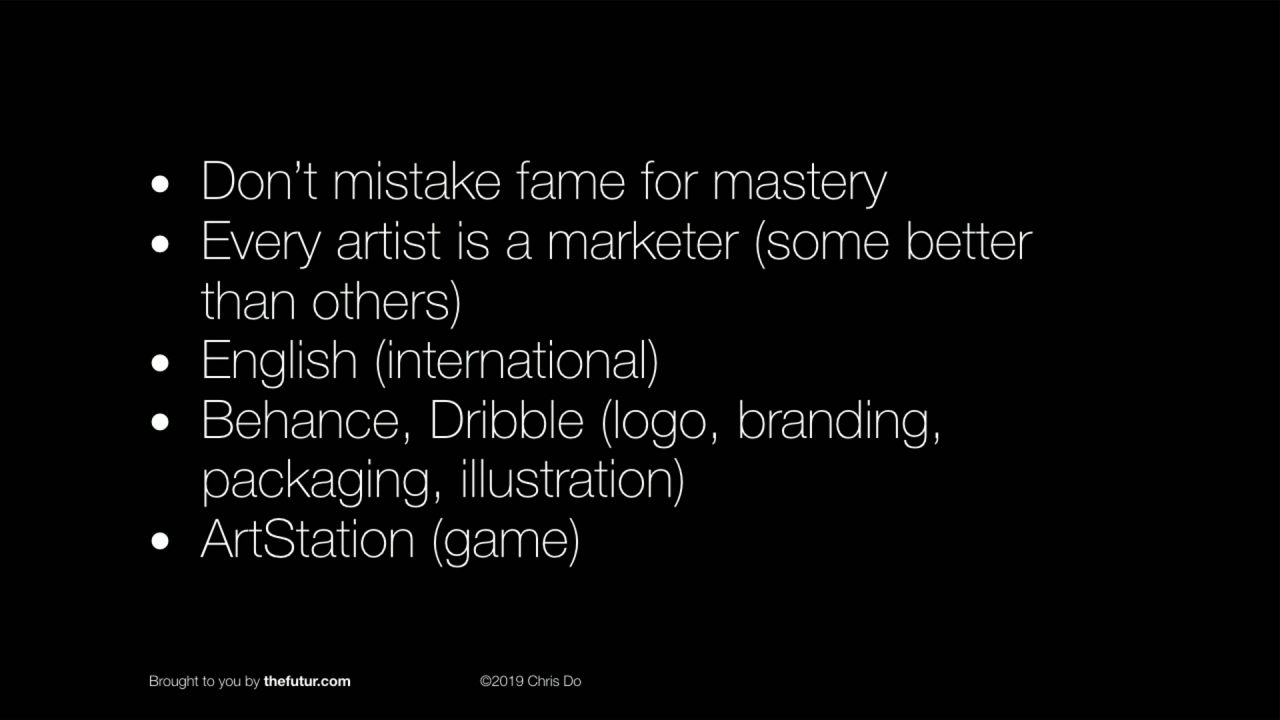 • Don’t mistake fame for mastery
• Every artist is a marketer (some better
than others)
• English (international)
• Behance, Dribble (logo, branding,
packaging, illustration)
• ArtStation (game)
Brought to you by thefutur.com
©2019 Chris Do